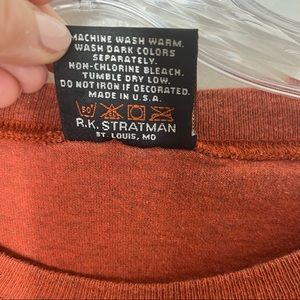 MACHINE WASH WARM.
WASH DARK COLORS
SEPARATELY.
NON-CHLORINE BLEACH.
TUMBLE DRY LOW.
DO NOT IRON IF DECORATED.
MADE IN U.S.A.
50°
R.K. STRATMAN
ST. LOUIS, MO